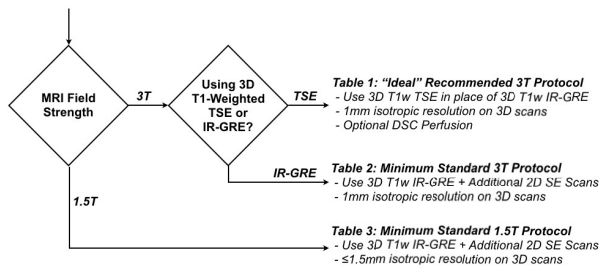 MRI Field
Strength
3T
Using 3D
T1-Weighted
TSE or
IR-GRE?
TSE
Table 1: “Ideal” Recommended 3T Protocol
- Use 3D T1w TSE in place of 3D T1w IR-GRE
- 1mm isotropic resolution on 3D scans
- Optional DSC Perfusion
IR-GRE
Table 2: Minimum Standard 3T Protocol
- Use 3D T1w IR-GRE + Additional 2D SE Scans
- 1mm isotropic resolution on 3D scans
1.5T
Table 3: Minimum Standard 1.5T Protocol
- Use 3D T1w IR-GRE + Additional 2D SE Scans
- ≤1.5mm isotropic resolution on 3D scans